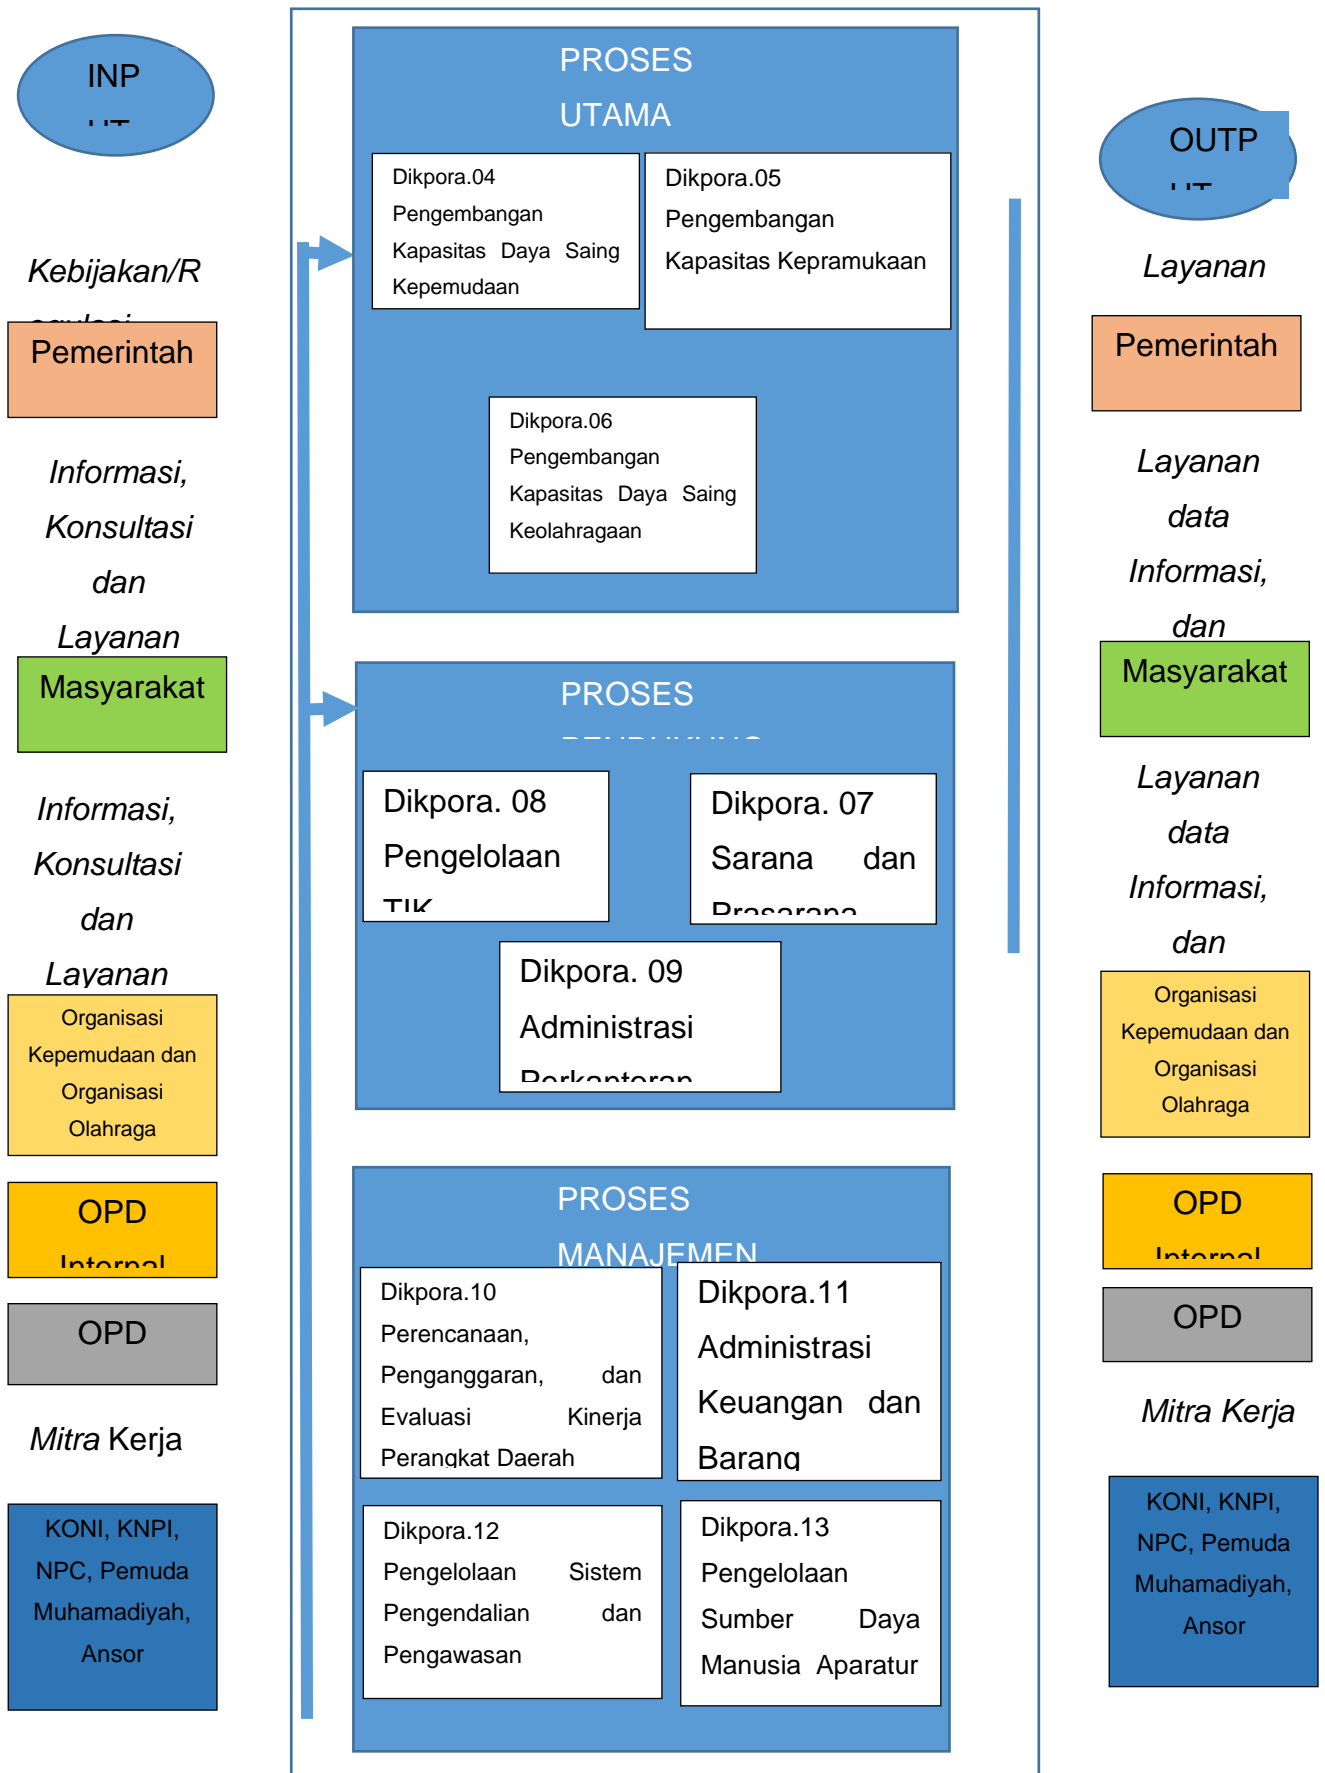 INP
Kebijakan/R
Pemerintah
Informasi,
Konsultasi
dan
Layanan
Masyarakat
Informasi,
Konsultasi
dan
Layanan
Organisasi
Kepemudaan dan
Organisasi
Olahraga
OPD
Internal
OPD
Mitra Kerja
KONI, KNPI,
NPC, Pemuda
Muhamadiyah,
Ansor
PROSES
UTAMA
Dikpora.04
Pengembangan
Kapasitas Daya Saing
Kepemudaan
Dikpora.05
Pengembangan
Kapasitas Kepramukaan
Dikpora.06
Pengembangan
Kapasitas Daya Saing
Keolahragaan
PROSES
Dikpora. 08
Pengelolaan
TIK
Dikpora. 07
Sarana dan
Prasarana
Dikpora. 09
Administrasi
Perkantoran
PROSES
MANAJEMEN
Dikpora.10
Perencanaan,
Penganggaran, dan
Evaluasi Kinerja
Perangkat Daerah
Dikpora.11
Administrasi
Keuangan dan
Barang
Dikpora.12
Pengelolaan Sistem
Pengendalian dan
Pengawasan
Dikpora.13
Pengelolaan
Sumber Daya
Manusia Aparatur
OUTP
Layanan
Pemerintah
Layanan
data
Informasi,
dan
Masyarakat
Layanan
data
Informasi,
dan
Organisasi
Kepemudaan dan
Organisasi
Olahraga
OPD
Internal
OPD
Mitra Kerja
KONI, KNPI,
NPC, Pemuda
Muhamadiyah,
Ansor